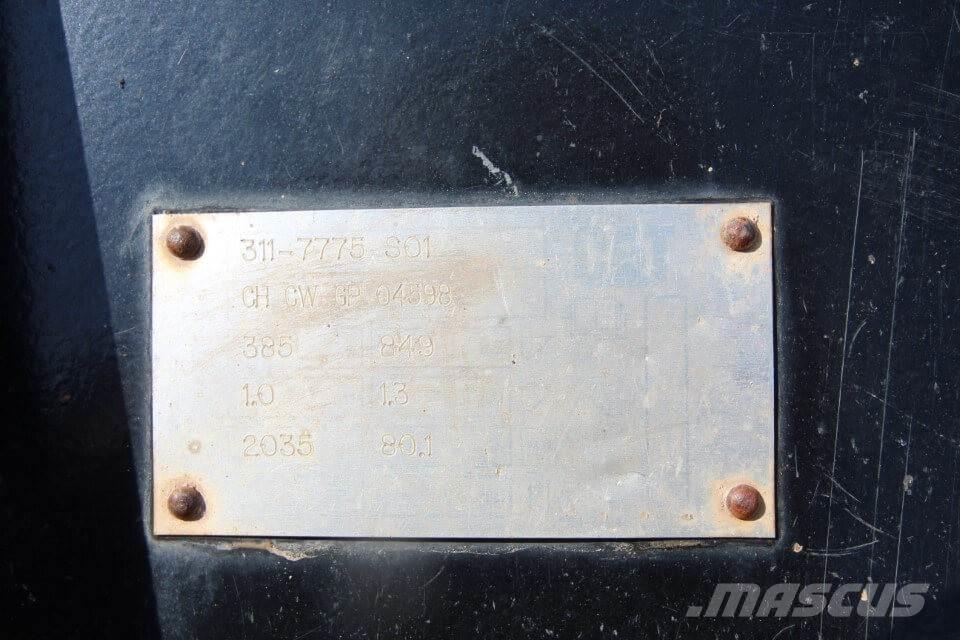 311-7775 S01
CH CW GP 04598
385 849
1.0 1.3
2035 80.1
.MASCUS